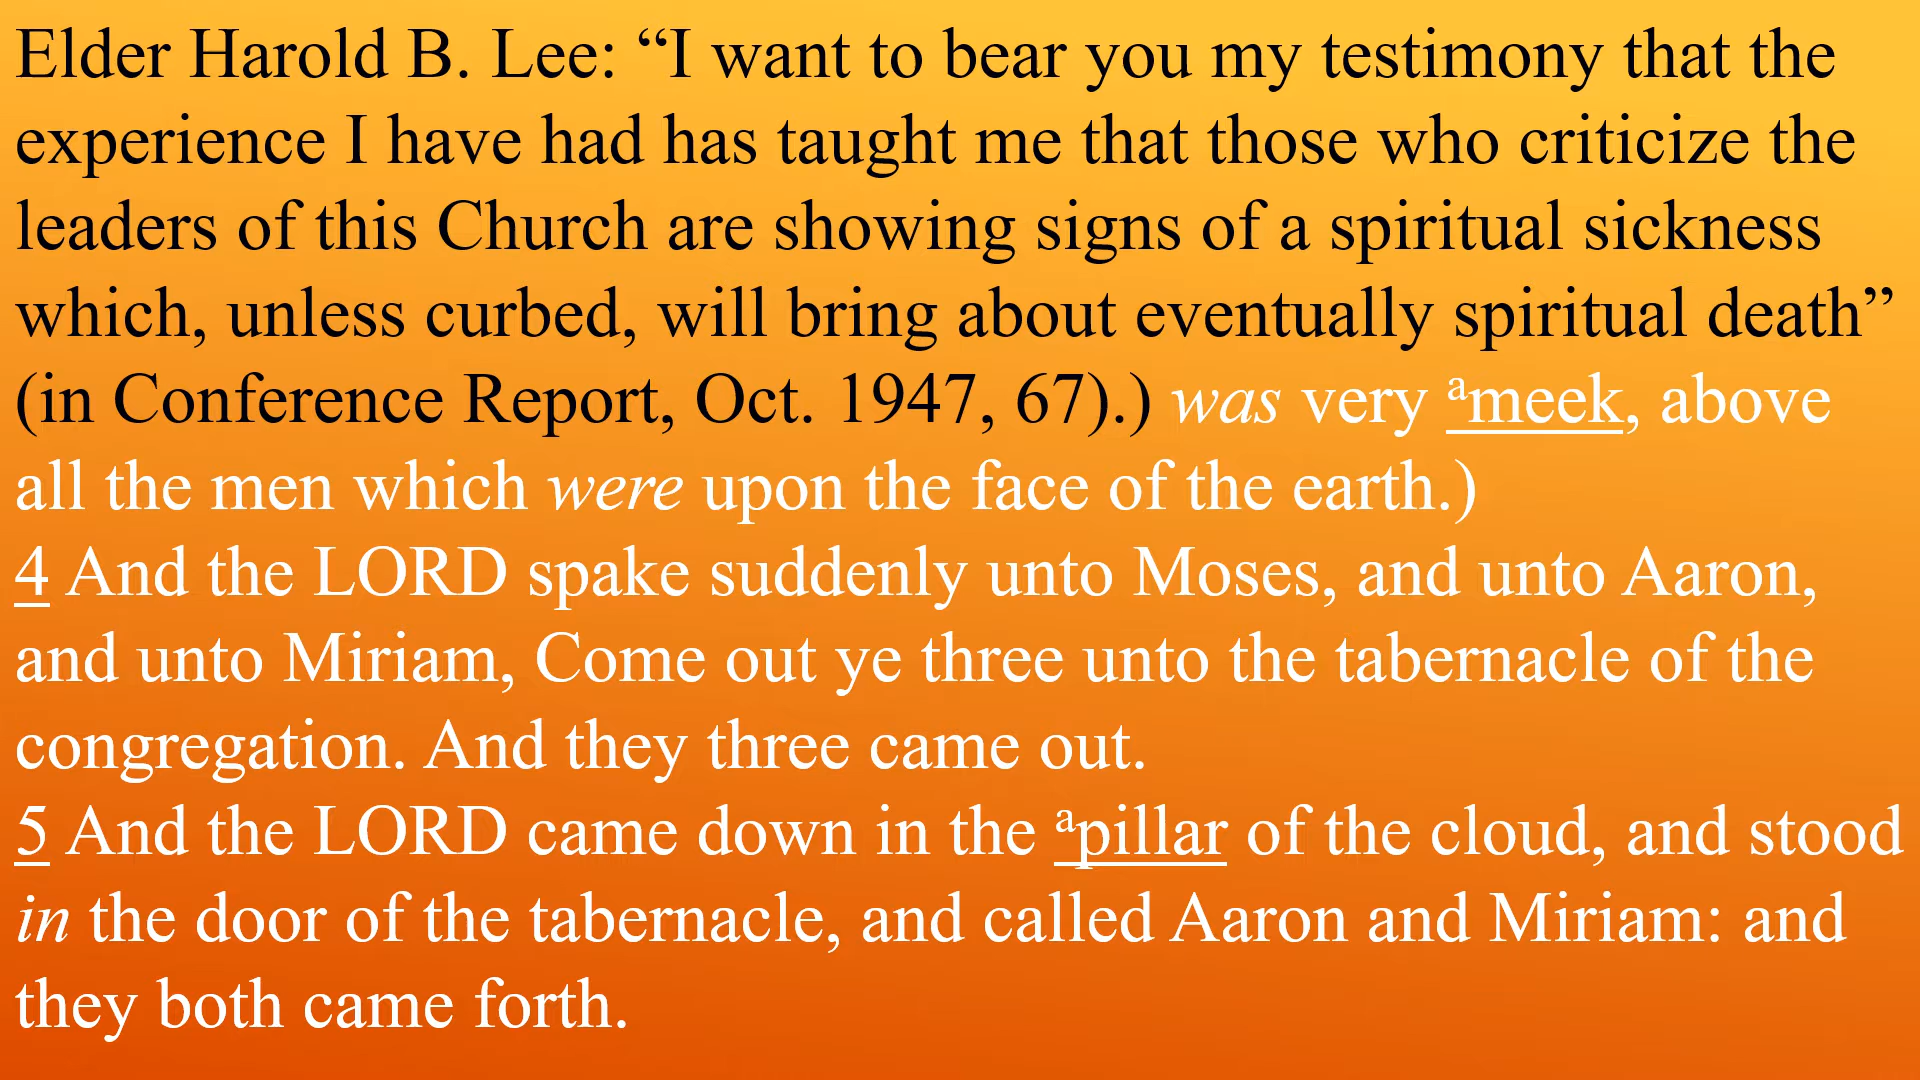 Elder Harold B. Lee: “I want to bear you my testimony that the
experience I have had has taught me that those who criticize the
leaders of this Church are showing signs of a spiritual sickness
which, unless curbed, will bring about eventually spiritual death”
(in Conference Report, Oct. 1947, 67).) was very ᵃmeek, above
all the men which were upon the face of the earth.)
4 And the LORD spake suddenly unto Moses, and unto Aaron,
and unto Miriam, Come out ye three unto the tabernacle of the
congregation. And they three came out.
5 And the LORD came down in the ᵃpillar of the cloud, and stood
in the door of the tabernacle, and called Aaron and Miriam: and
they both came forth.